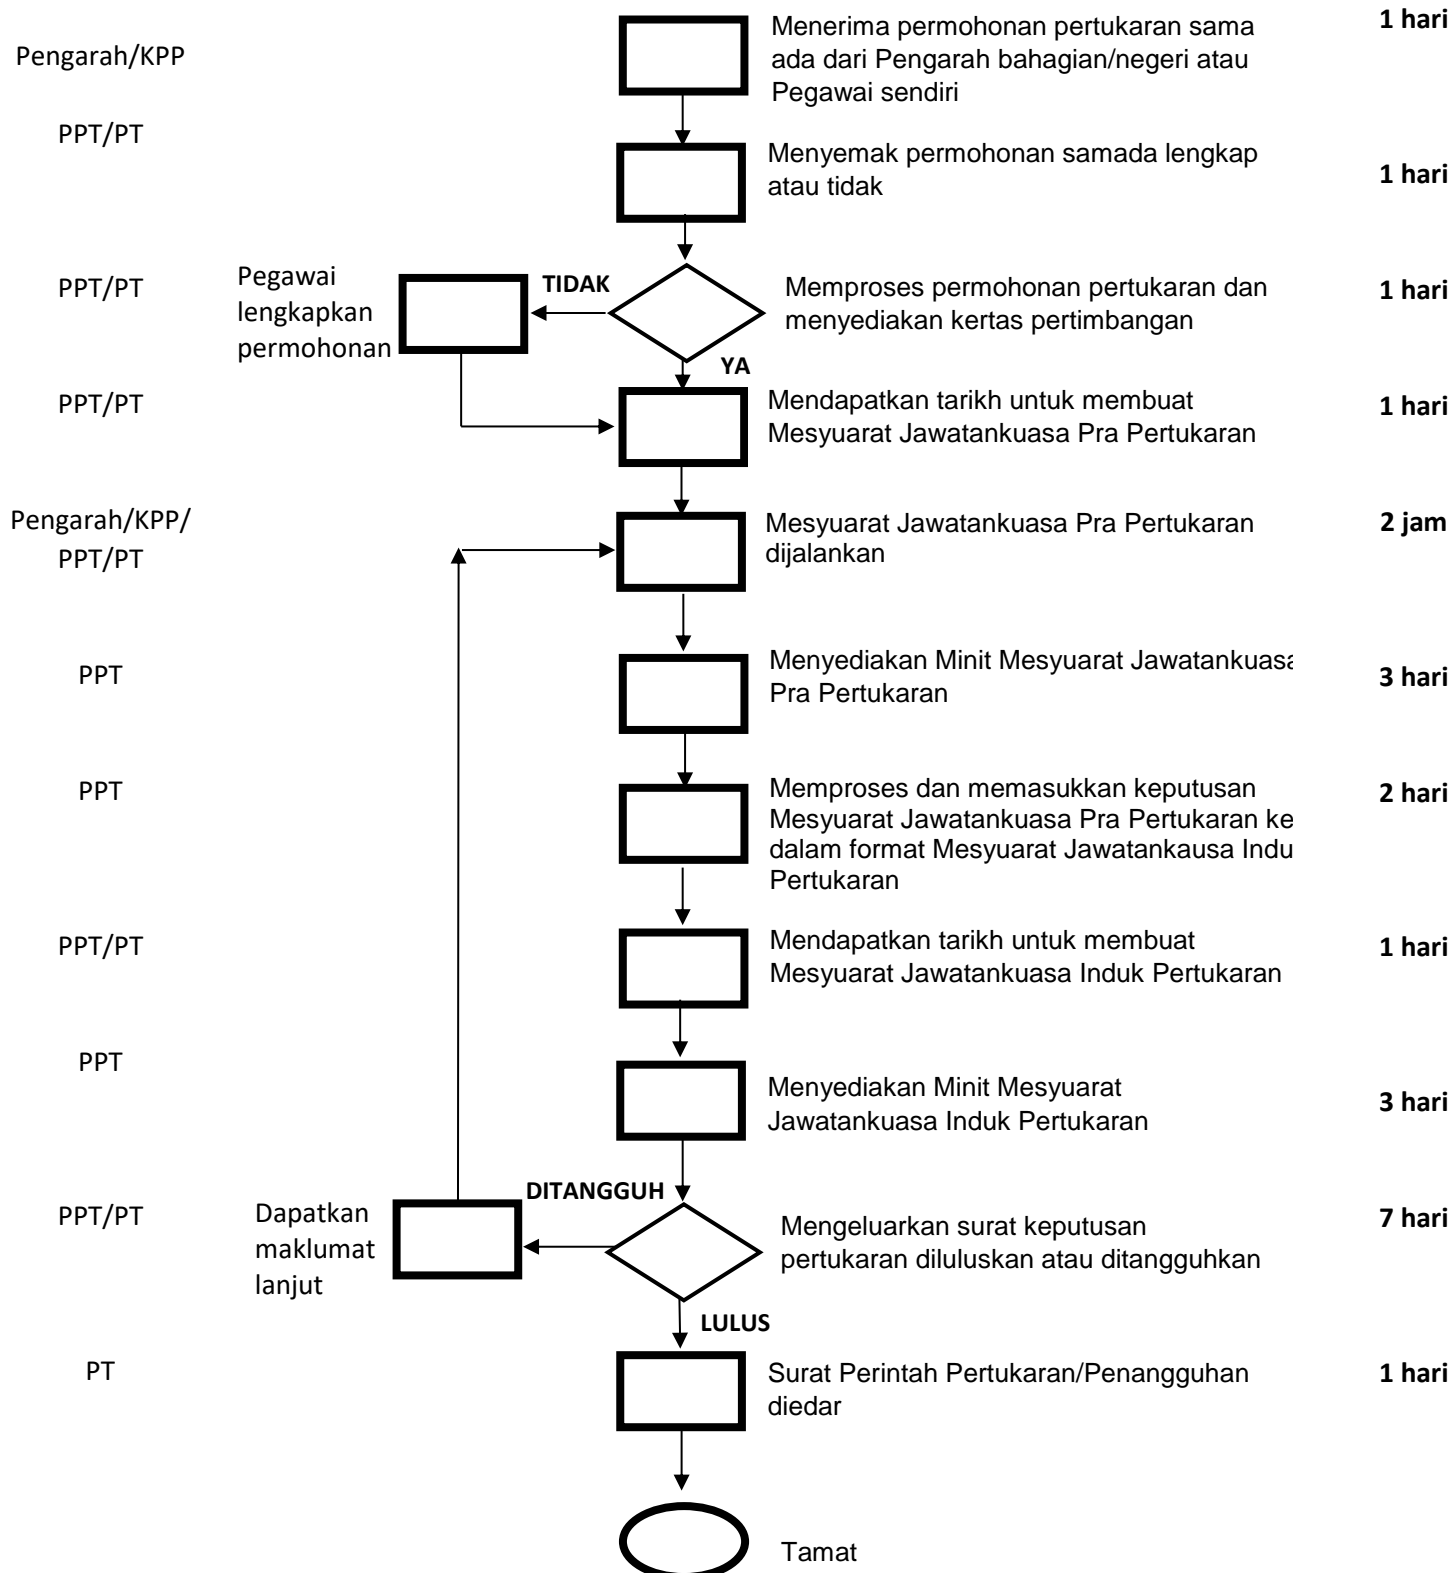 1 hari
Pengarah/KPP
Menerima permohonan pertukaran sama
ada dari Pengarah bahagian/negeri atau
Pegawai sendiri
PPT/PT
Menyemak permohonan samada lengkap
atau tidak
1 hari
PPT/PT
Pegawai
lengkapkan
permohonan
TIDAK
Memproses permohonan pertukaran dan
menyediakan kertas pertimbangan
1 hari
YA
PPT/PT
Mendapatkan tarikh untuk membuat
Mesyuarat Jawatankuasa Pra Pertukaran
1 hari
Pengarah/KPP/
PPT/PT
Mesyuarat Jawatankuasa Pra Pertukaran
dijalankan
2 jam
PPT
Menyediakan Minit Mesyuarat Jawatankuasa
Pra Pertukaran
3 hari
PPT
Memproses dan memasukkan keputusan
Mesyuarat Jawatankuasa Pra Pertukaran ke
dalam format Mesyuarat Jawatankausa Indu
Pertukaran
2 hari
PPT/PT
Mendapatkan tarikh untuk membuat
Mesyuarat Jawatankuasa Induk Pertukaran
1 hari
PPT
Menyediakan Minit Mesyuarat
Jawatankuasa Induk Pertukaran
3 hari
PPT/PT
Dapatkan
maklumat
lanjut
DITANGGUH
Mengeluarkan surat keputusan
pertukaran diluluskan atau ditangguhkan
7 hari
LULUS
PT
Surat Perintah Pertukaran/Penangguhan
diedar
1 hari
Tamat